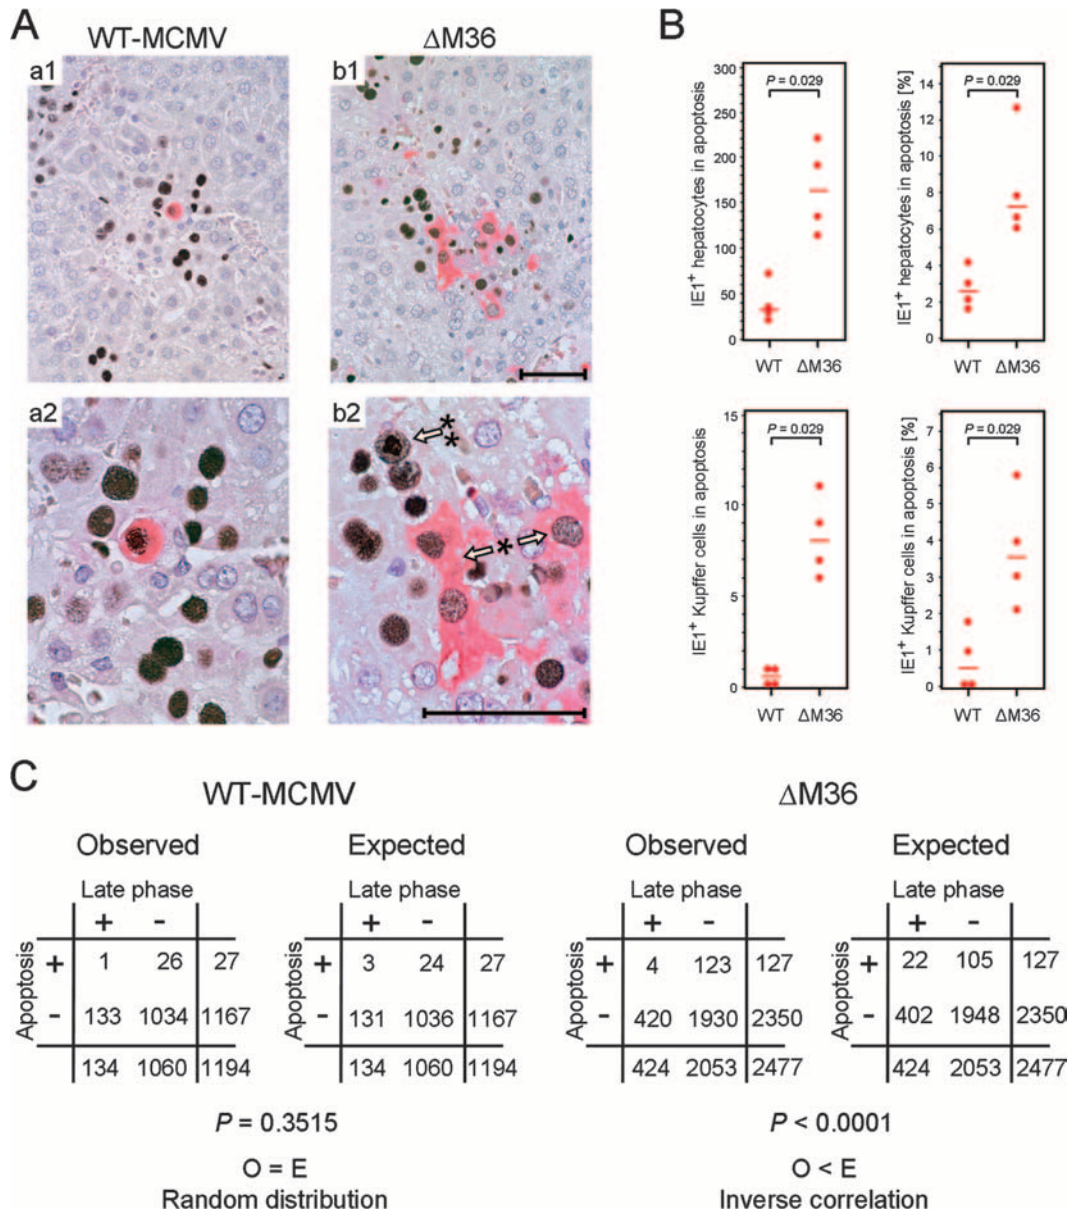 A
WT-MCMV
ΔM36
a1
b1
a2
b2
*
*
*
B
IE1+ hepatocytes in apoptosis
300
250
200
150
100
50
0
P = 0.029
WT
ΔM36
IE1+ hepatocytes in apoptosis [%]
14
12
10
8
6
4
2
0
P = 0.029
WT
ΔM36
IE1+ Kupffer cells in apoptosis
15
10
5
0
P = 0.029
WT
ΔM36
IE1+ Kupffer cells in apoptosis [%]
7
6
5
4
3
2
1
0
P = 0.029
WT
ΔM36
C
WT-MCMV
Observed
Late phase
+ -
Apoptosis
+ 1 26 27
- 133 1034 1167
134 1060 1194
Expected
Late phase
+ -
Apoptosis
+ 3 24 27
- 131 1036 1167
134 1060 1194
P = 0.3515
O = E
Random distribution
ΔM36
Observed
Late phase
+ -
Apoptosis
+ 4 123 127
- 420 1930 2350
424 2053 2477
Expected
Late phase
+ -
Apoptosis
+ 22 105 127
- 402 1948 2350
424 2053 2477
P < 0.0001
O < E
Inverse correlation